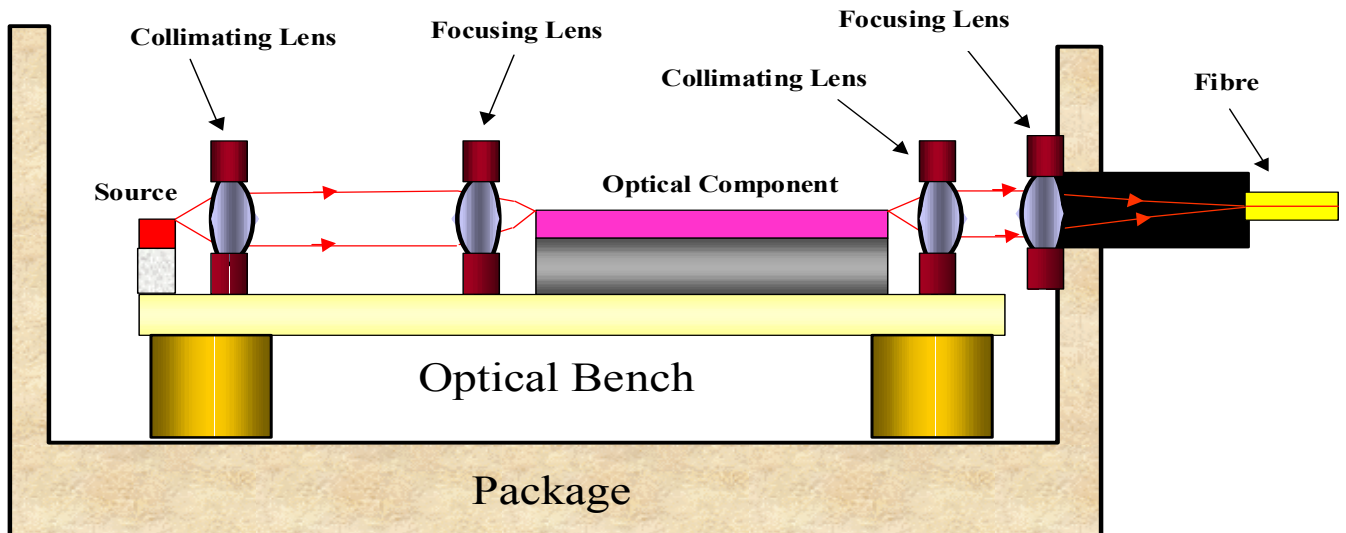 Collimating Lens
Focusing Lens
Focusing Lens
Collimating Lens
Fibre
Source
Optical Component
Optical Bench
Package